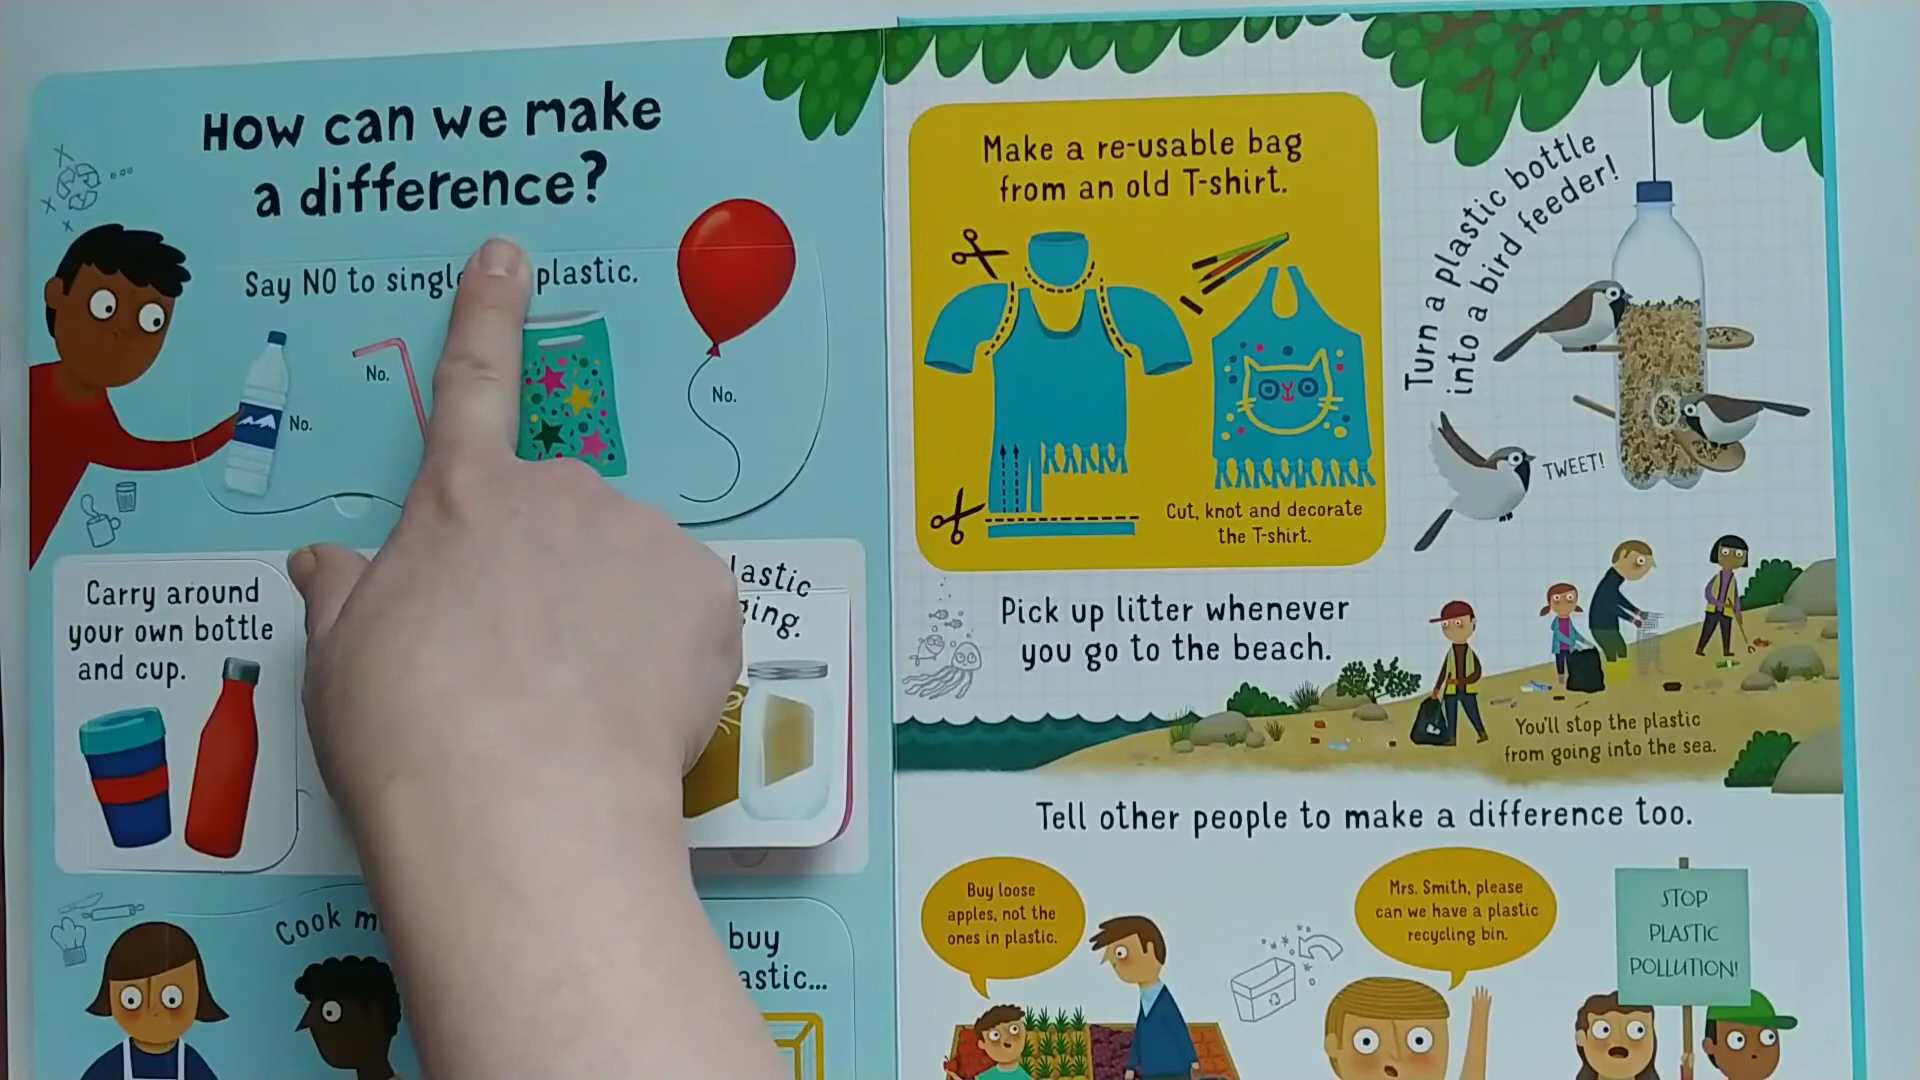 How can we make
a difference?
Say NO to single plastic.
No.
No.
No.
Carry around
your own bottle
and cup.
Cook
buy
Make a re-usable bag
from an old T-shirt.
Cut, knot and decorate
the T-shirt.
Turn a plastic bottle
into a bird feeder!
TWEET!
Pick up litter whenever
you go to the beach.
You'll stop the plastic
from going into the sea.
Tell other people to make a difference too.
Buy loose
apples, not the
ones in plastic.
Mrs. Smith, please
can we have a plastic
recycling bin.
STOP
PLASTIC
POLLUTION!